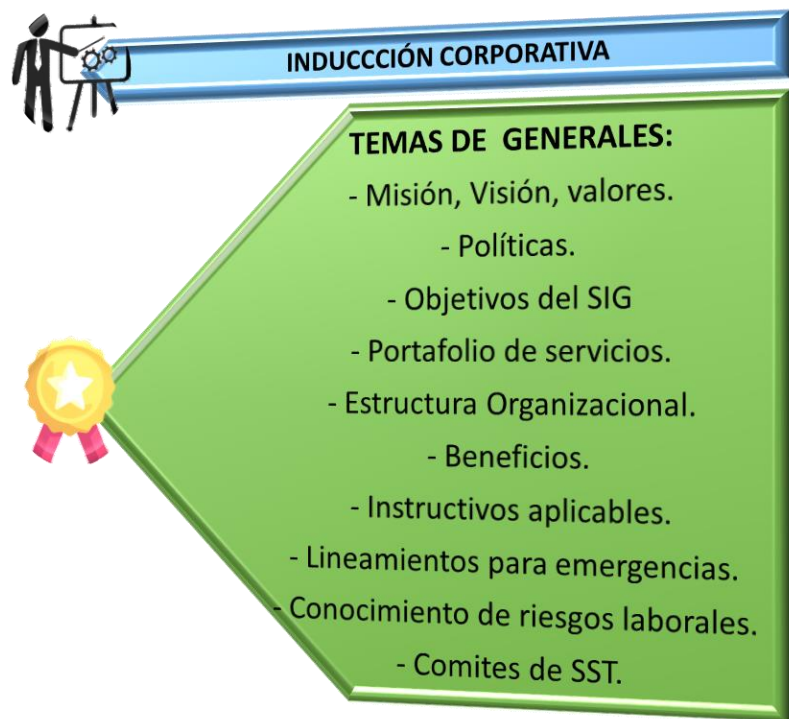 INDUCCCIÓN CORPORATIVA
TEMAS DE GENERALES:
- Misión, Visión, valores.
- Políticas.
- Objetivos del SIG
- Portafolio de servicios.
- Estructura Organizacional.
- Beneficios.
- Instructivos aplicables.
- Lineamientos para emergencias.
- Conocimiento de riesgos laborales.
- Comites de SST.